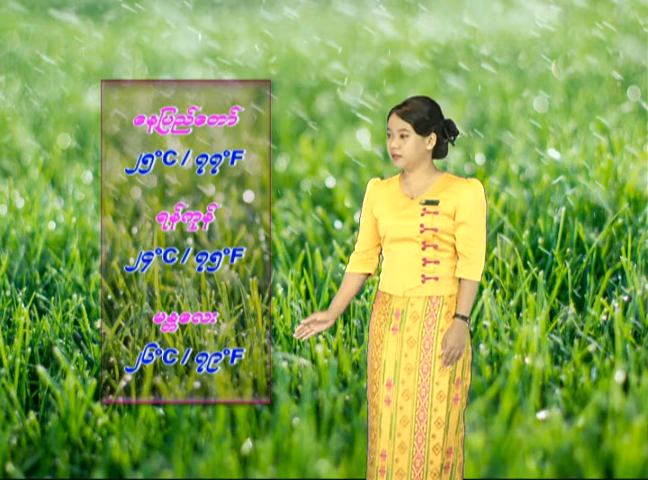 နေပြည်တော်
၂၅°C / ၇၇°F
ရန်ကုန်
၂၄°C / ၇၅°F
မန္တလေး
၂၆°C / ၇၉°F